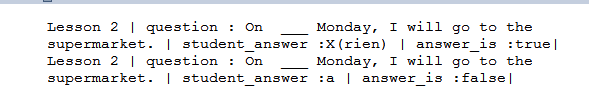 Lesson 2 | question : On  ___ Monday, I will go to the
supermarket. | student_answer :X(rien) | answer_is :true|
Lesson 2 | question : On  ___ Monday, I will go to the
supermarket. | student_answer :a | answer_is :false|